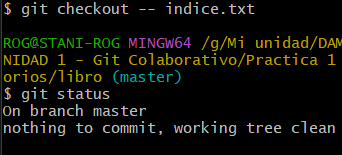 $ git checkout -- indice.txt
ROG@STANI-ROG MINGW64 /g/Mi unidad/DAM
NIDAD 1 - Git Colaborativo/Practica 1
orios/libro (master)
$ git status
On branch master
nothing to commit, working tree clean